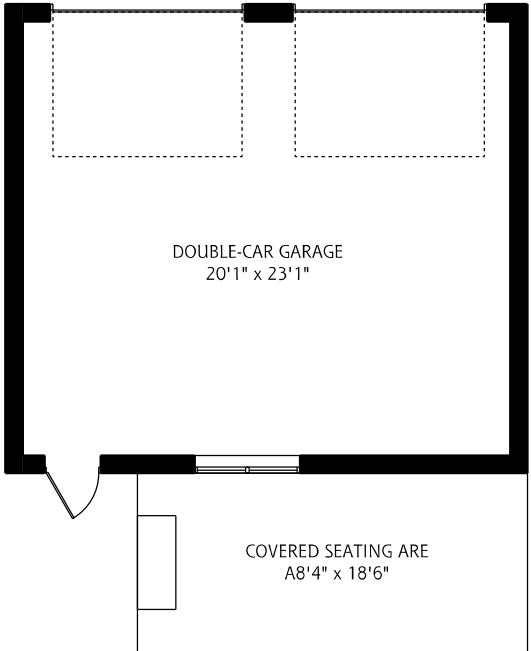 DOUBLE-CAR GARAGE
20'1" x 23'1"
COVERED SEATING ARE
A8'4" x 18'6"